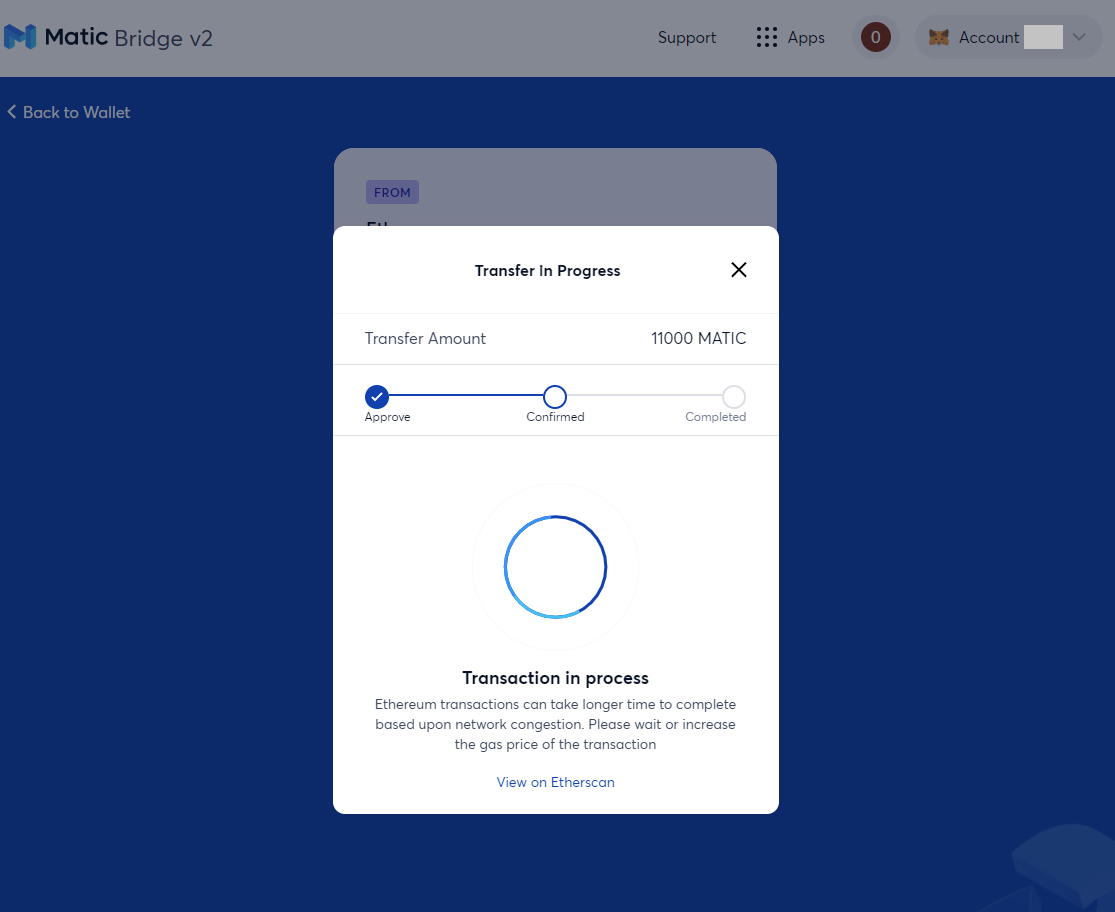 Matic Bridge v2
Support
Apps
0
Account
Back to Wallet
FROM
Transfer in Progress
Transfer Amount
11000 MATIC
Approve
Confirmed
Completed
Transaction in process
Ethereum transactions can take longer time to complete
based upon network congestion. Please wait or increase
the gas price of the transaction
View on Etherscan